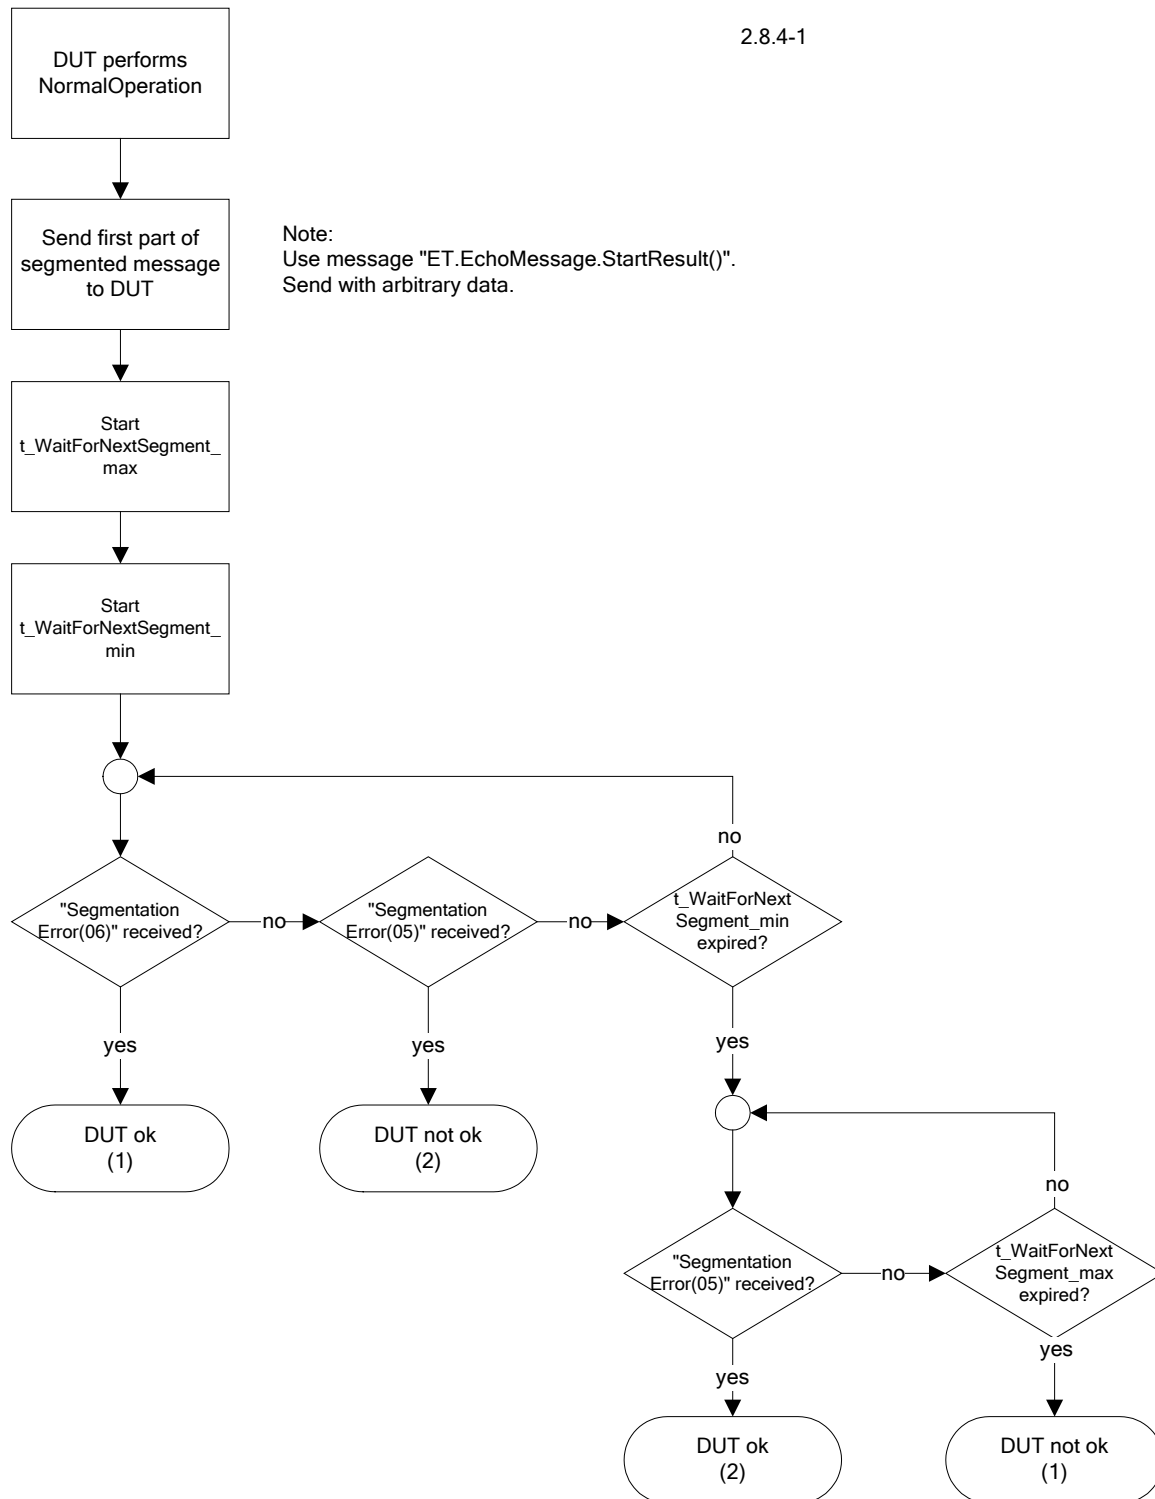 2.8.4-1
DUT performs
NormalOperation
Send first part of
segmented message
to DUT
Note:
Use message "ET.EchoMessage.StartResult()".
Send with arbitrary data.
Start
t_WaitForNextSegment_
max
Start
t_WaitForNextSegment_
min
no
"Segmentation
Error(06)" received?
no
"Segmentation
Error(05)" received?
no
t_WaitForNext
Segment_min
expired?
yes
yes
yes
DUT ok
(1)
DUT not ok
(2)
no
"Segmentation
Error(05)" received?
no
t_WaitForNext
Segment_max
expired?
yes
yes
DUT ok
(2)
DUT not ok
(1)